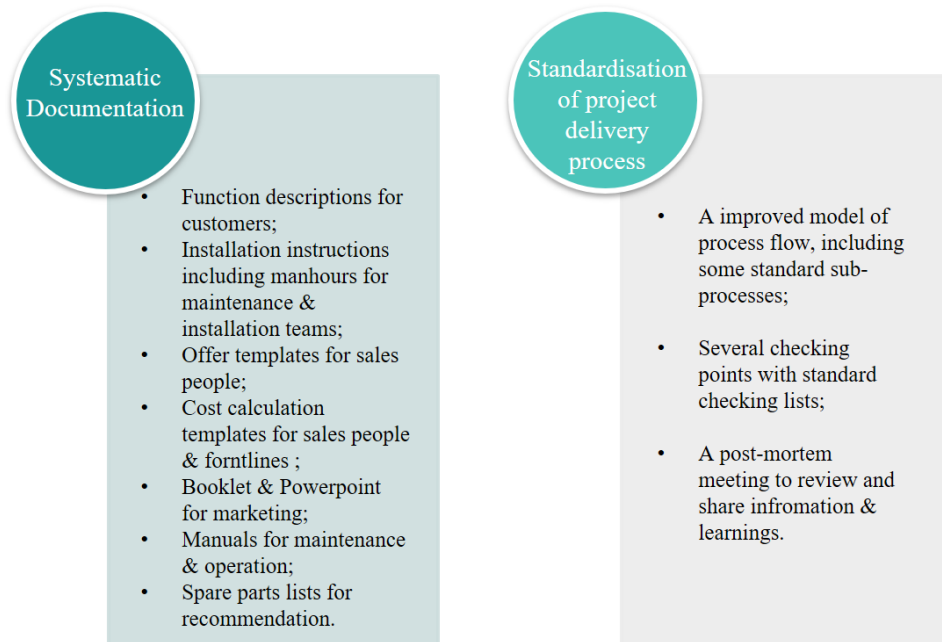 Systematic
Documentation
• Function descriptions for
customers;
• Installation instructions
including manhours for
maintenance &
installation teams;
• Offer templates for sales
people;
• Cost calculation
templates for sales people
& forntlines ;
• Booklet & Powerpoint
for marketing;
• Manuals for maintenance
& operation;
• Spare parts lists for
recommendation.
Standardisation
of project
delivery
process
• A improved model of
process flow, including
some standard sub-
processes;
• Several checking
points with standard
checking lists;
• A post-mortem
meeting to review and
share infromation &
learnings.